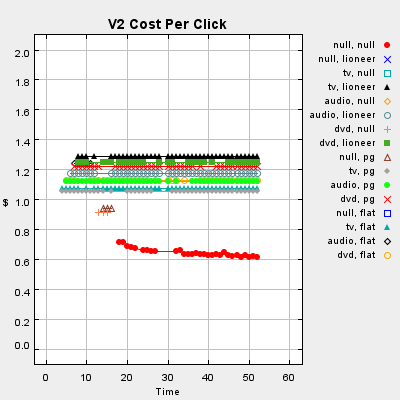 V2 Cost Per Click
2.0
1.8
1.6
1.4
1.2
1.0
0.8
0.6
0.4
0.2
0.0
$
0
10
20
30
40
50
60
Time
null, null
null, lioneer
tv, null
tv, lioneer
audio, null
audio, lioneer
dvd, null
dvd, lioneer
null, pg
tv, pg
audio, pg
dvd, pg
null, flat
tv, flat
audio, flat
dvd, flat